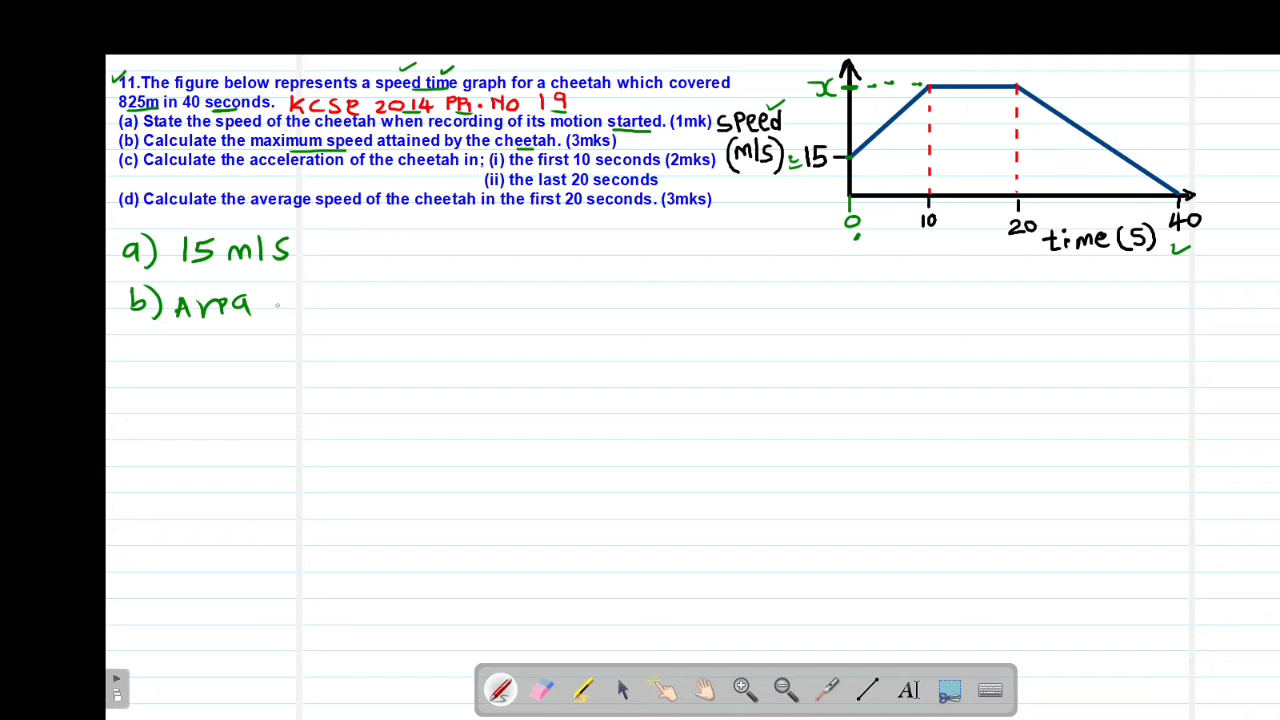 11.The figure below represents a speed time graph for a cheetah which covered
825m in 40 seconds. KCSE 2014 PP. NO 19
(a) State the speed of the cheetah when recording of its motion started. (1mk)
(b) Calculate the maximum speed attained by the cheetah. (3mks)
(c) Calculate the acceleration of the cheetah in; (i) the first 10 seconds (2mks)
(ii) the last 20 seconds
(d) Calculate the average speed of the cheetah in the first 20 seconds. (3mks)
x
speed
(m/s)
15
0
10
20
40
time (s)
a) 15 m/s
b) Area
AI